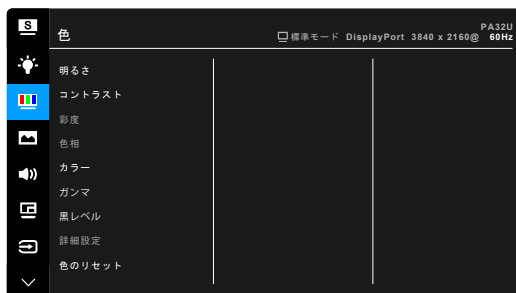 S
PA32U
色
標準モード DisplayPort 3840 x 2160@ 60Hz
明るさ
コントラスト
彩度
色相
カラー
ガンマ
黒レベル
詳細設定
色のリセット